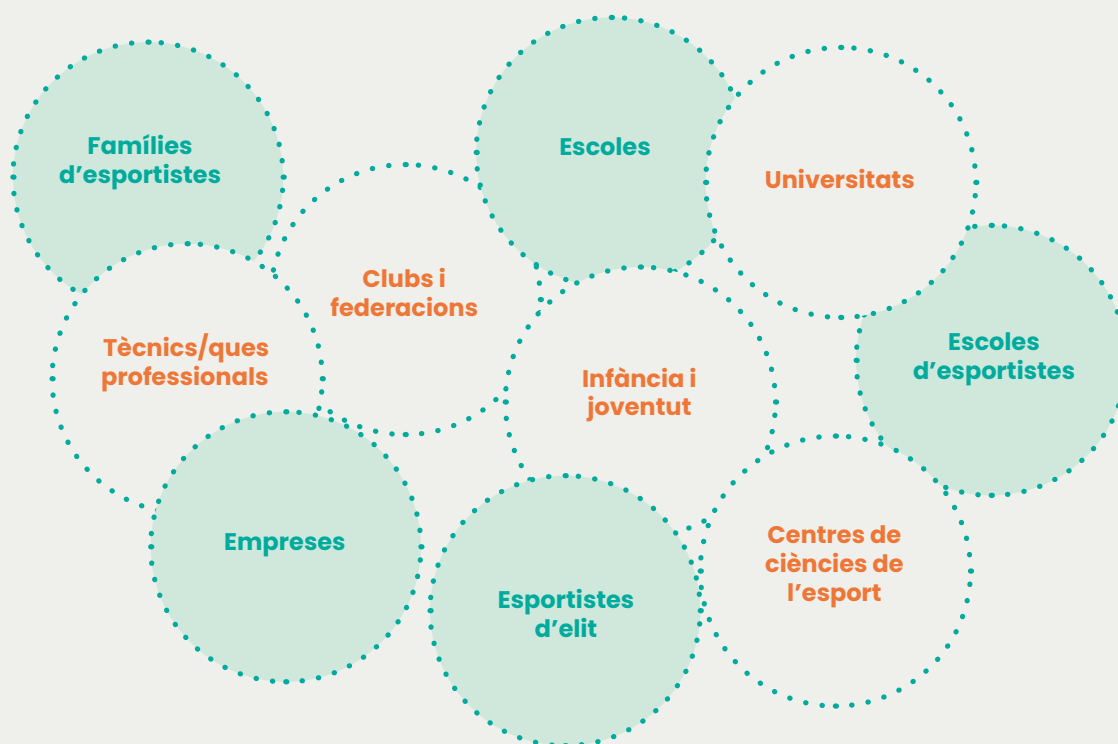 Famílies
d’esportistes
Escoles
Universitats
Clubs i
federacions
Tècnics/ques
professionals
Infància i
joventut
Escoles
d’esportistes
Empreses
Esportistes
d’elit
Centres de
ciències de
l’esport